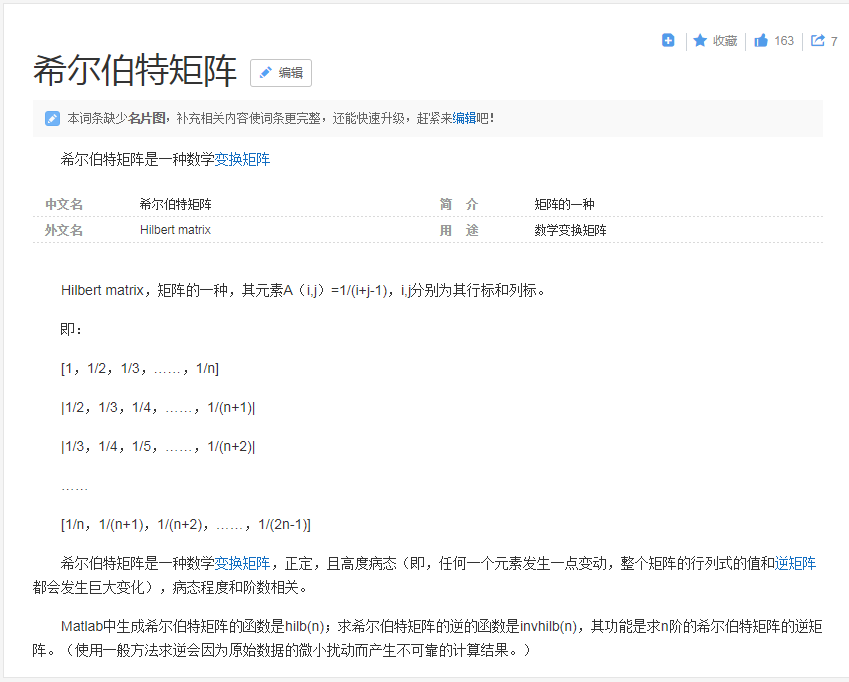 收藏 163 7
希尔伯特矩阵 编辑
本词条缺少名片图，补充相关内容使词条更完整，还能快速升级，赶紧来编辑吧！
希尔伯特矩阵是一种数学变换矩阵
中文名 希尔伯特矩阵 简 介 矩阵的一种
外文名 Hilbert matrix 用 途 数学变换矩阵
Hilbert matrix，矩阵的一种，其元素A（i,j）=1/(i+j-1)，i,j分别为其行标和列标。
即：
[1，1/2，1/3，……，1/n]
|1/2，1/3，1/4，……，1/(n+1)|
|1/3，1/4，1/5，……，1/(n+2)|
……
[1/n，1/(n+1)，1/(n+2)，……，1/(2n-1)]
希尔伯特矩阵是一种数学变换矩阵，正定，且高度病态（即，任何一个元素发生一点变动，整个矩阵的行列式的值和逆矩阵
都会发生巨大变化），病态程度和阶数相关。
Matlab中生成希尔伯特矩阵的函数是hilb(n)；求希尔伯特矩阵的逆的函数是invhilb(n)，其功能是求n阶的希尔伯特矩阵的逆矩
阵。（使用一般方法求逆会因为原始数据的微小扰动而产生不可靠的计算结果。）